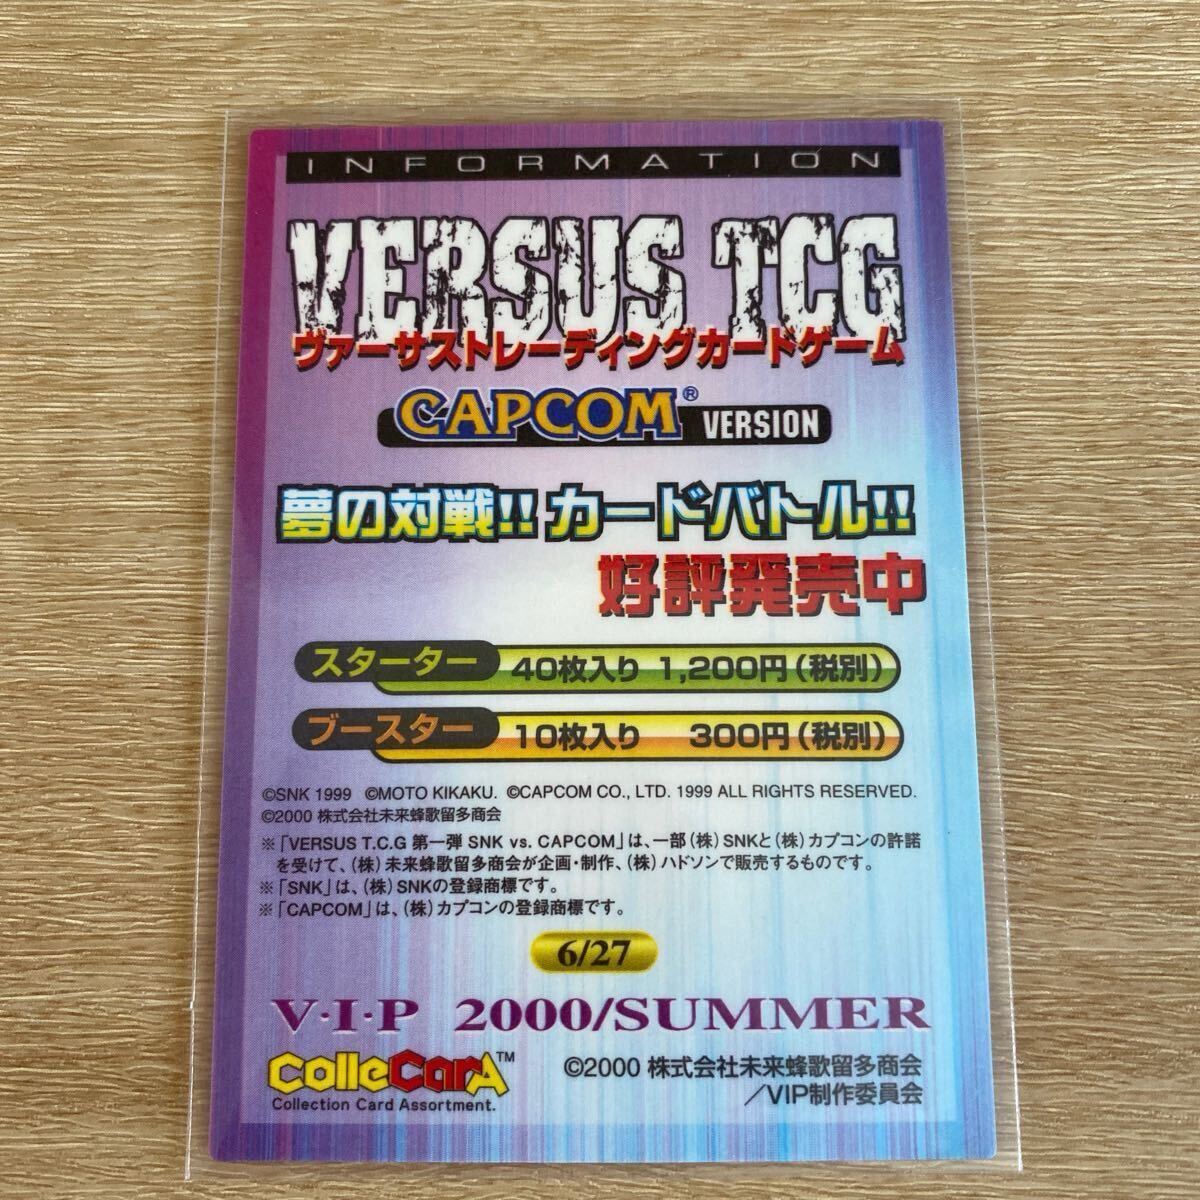 INFORMATION
VERSUS TCG
ヴァーサストレーディングカードゲーム
CAPCOM® VERSION
夢の対戦!! カードバトル!!
好評発売中
スターター 40枚入り 1,200円(税別)
ブースター 10枚入り 300円(税別)
©SNK 1999 ©MOTO KIKAKU. ©CAPCOM CO., LTD. 1999 ALL RIGHTS RESERVED.
©2000 株式会社未来蜂歌留多商会
※「VERSUS T.C.G 第一弾 SNK vs. CAPCOM」は、一部(株)SNKと(株)カプコンの許諾
を受けて、(株)未来蜂歌留多商会が企画・制作、(株)ハドソンで販売するものです。
※「SNK」は、(株)SNKの登録商標です。
※「CAPCOM」は、(株)カプコンの登録商標です。
6/27
V・I・P 2000/SUMMER
ColleCarA™
Collection Card Assortment.
©2000 株式会社未来蜂歌留多商会
/VIP制作委員会